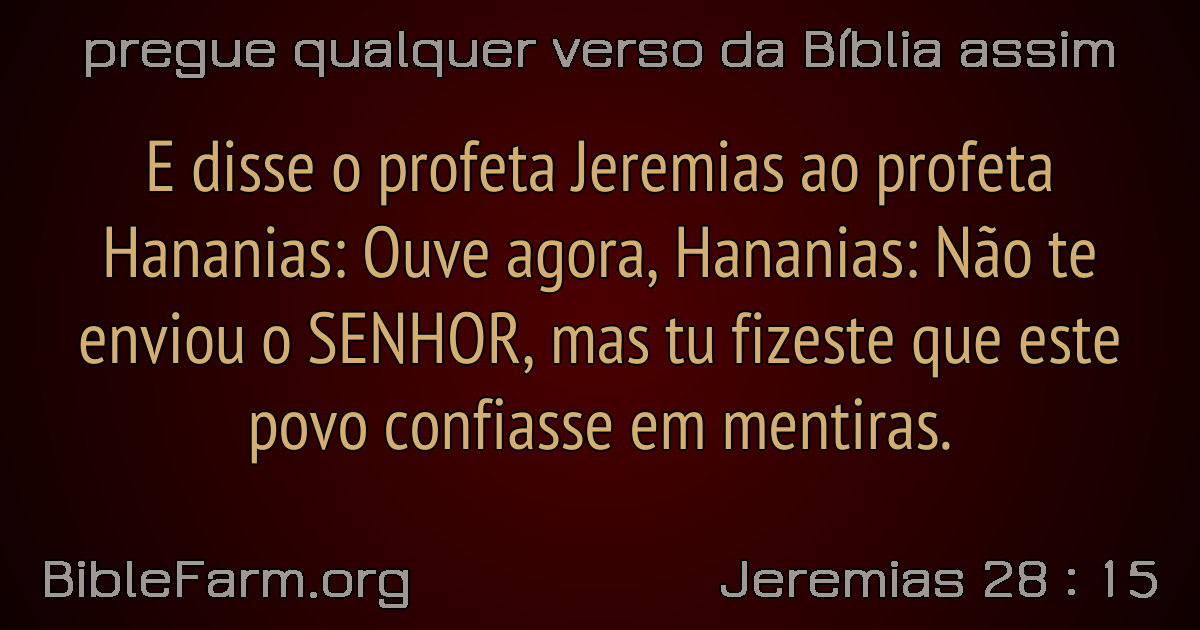 pregue qualquer verso da Bíblia assim
E disse o profeta Jeremias ao profeta
Hananias: Ouve agora, Hananias: Não te
enviou o SENHOR, mas tu fizeste que este
povo confiasse em mentiras.
BibleFarm.org
Jeremias 28 : 15